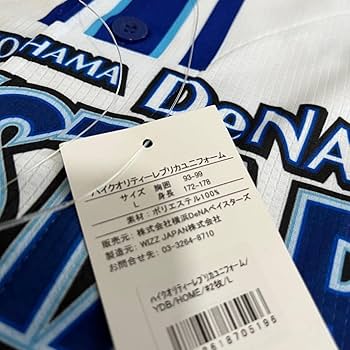 YOKOHAMA DeNA
ハイクオリティーレプリカユニフォーム
サイズ 胸囲 93-99
L 身長 172-178
素材:ポリエステル100%
販売元:株式会社横浜DeNAベイスターズ
製造元:WIZZ JAPAN株式会社
お問合せ先:03-3264-8710
ハイクオリティーレプリカユニフォーム/
YDB/HOME/#2牧/L